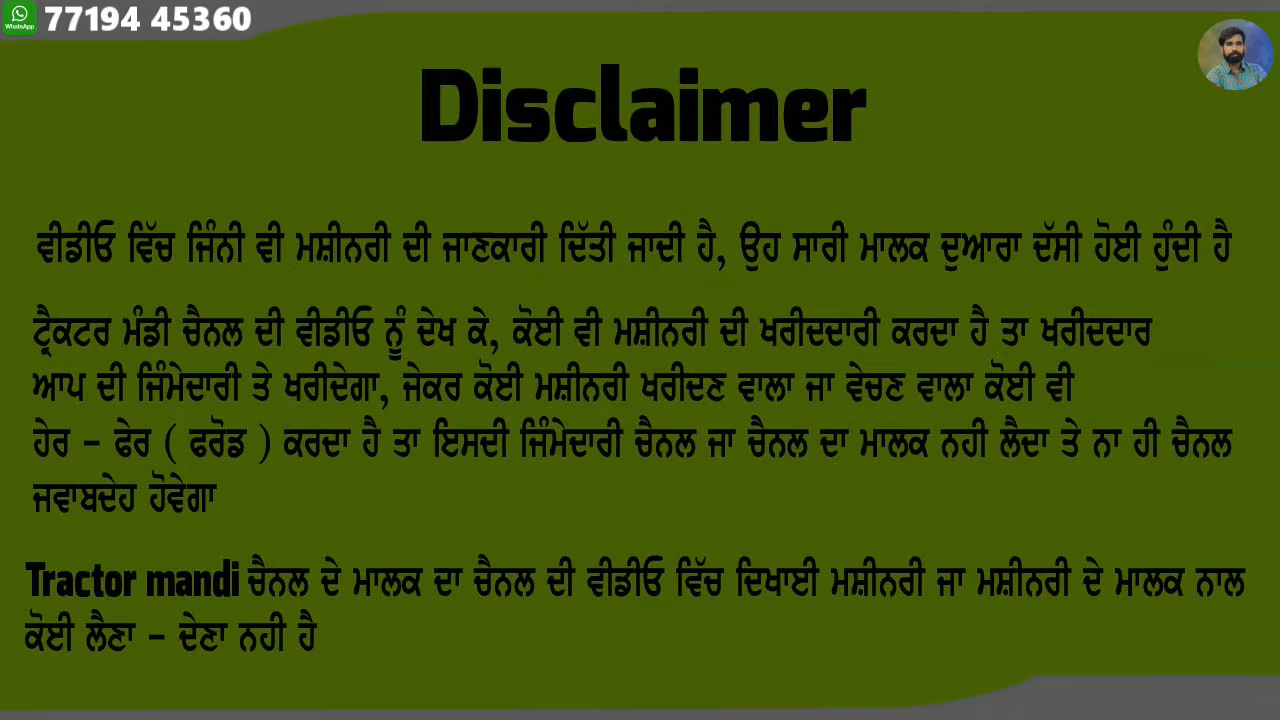 WhatsApp
77194 45360
Disclaimer
ਵੀਡੀਓ ਵਿੱਚ ਜਿੰਨੀ ਵੀ ਮਸ਼ੀਨਰੀ ਦੀ ਜਾਣਕਾਰੀ ਦਿੱਤੀ ਜਾਦੀ ਹੈ, ਉਹ ਸਾਰੀ ਮਾਲਕ ਦੁਆਰਾ ਦੱਸੀ ਹੋਈ ਹੁੰਦੀ ਹੈ
ਟ੍ਰੈਕਟਰ ਮੰਡੀ ਚੈਨਲ ਦੀ ਵੀਡੀਓ ਨੂੰ ਦੇਖ ਕੇ, ਕੋਈ ਵੀ ਮਸ਼ੀਨਰੀ ਦੀ ਖਰੀਦਦਾਰੀ ਕਰਦਾ ਹੈ ਤਾ ਖਰੀਦਦਾਰ
ਆਪ ਦੀ ਜਿੰਮੇਦਾਰੀ ਤੇ ਖਰੀਦੇਗਾ, ਜੇਕਰ ਕੋਈ ਮਸ਼ੀਨਰੀ ਖਰੀਦਣ ਵਾਲਾ ਜਾ ਵੇਚਣ ਵਾਲਾ ਕੋਈ ਵੀ
ਹੇਰ - ਫੇਰ ( ਫਰੋਡ ) ਕਰਦਾ ਹੈ ਤਾ ਇਸਦੀ ਜਿੰਮੇਦਾਰੀ ਚੈਨਲ ਜਾ ਚੈਨਲ ਦਾ ਮਾਲਕ ਨਹੀ ਲੈਦਾ ਤੇ ਨਾ ਹੀ ਚੈਨਲ
ਜਵਾਬਦੇਹ ਹੋਵੇਗਾ
Tractor mandi ਚੈਨਲ ਦੇ ਮਾਲਕ ਦਾ ਚੈਨਲ ਦੀ ਵੀਡੀਓ ਵਿੱਚ ਦਿਖਾਈ ਮਸ਼ੀਨਰੀ ਜਾ ਮਸ਼ੀਨਰੀ ਦੇ ਮਾਲਕ ਨਾਲ
ਕੋਈ ਲੈਣਾ - ਦੇਣਾ ਨਹੀ ਹੈ